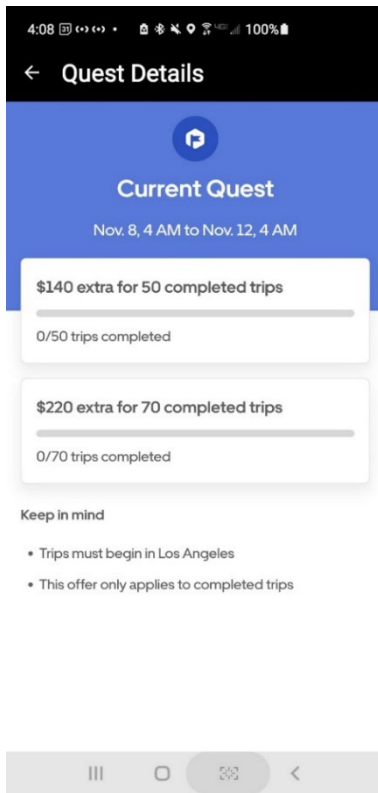 4:08 31 100%
Quest Details
Current Quest
Nov. 8, 4 AM to Nov. 12, 4 AM
$140 extra for 50 completed trips
0/50 trips completed
$220 extra for 70 completed trips
0/70 trips completed
Keep in mind
• Trips must begin in Los Angeles
• This offer only applies to completed trips